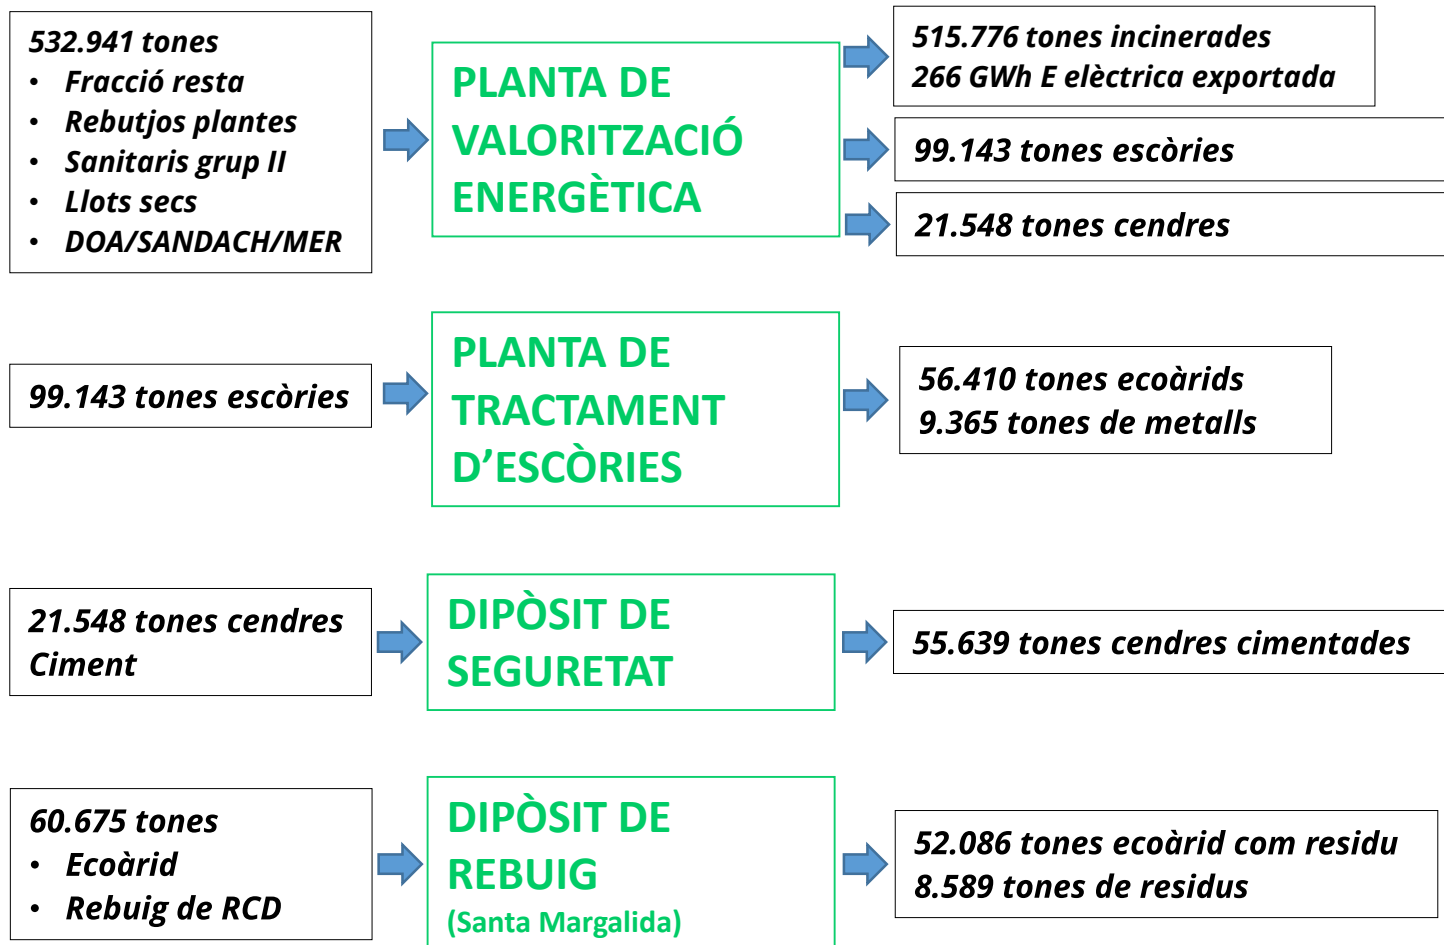 532.941 tones
• Fracció resta
• Rebutjos plantes
• Sanitaris grup II
• Llots secs
• DOA/SANDACH/MER
PLANTA DE
VALORITZACIÓ
ENERGÈTICA
515.776 tones incinerades
266 GWh E elèctrica exportada
99.143 tones escòries
21.548 tones cendres
99.143 tones escòries
PLANTA DE
TRACTAMENT
D’ESCÒRIES
56.410 tones ecoàrids
9.365 tones de metalls
21.548 tones cendres
Ciment
DIPÒSIT DE
SEGURETAT
55.639 tones cendres cimentades
60.675 tones
• Ecoàrid
• Rebuig de RCD
DIPÒSIT DE
REBUIG
(Santa Margalida)
52.086 tones ecoàrid com residu
8.589 tones de residus